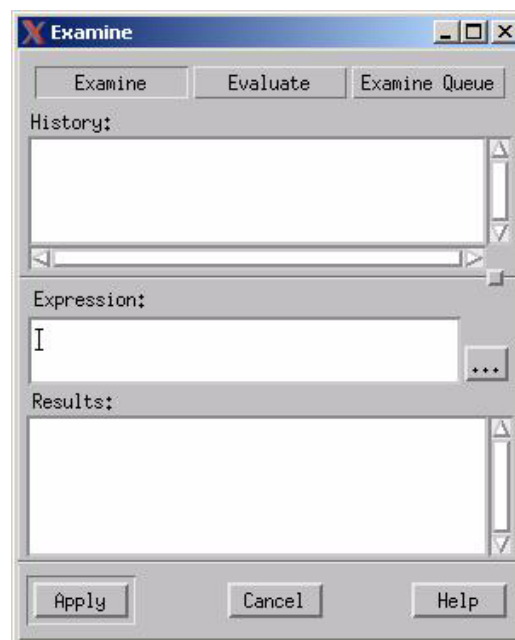 Examine
Examine Evaluate Examine Queue
History:
Expression:
...
Results:
Apply Cancel Help